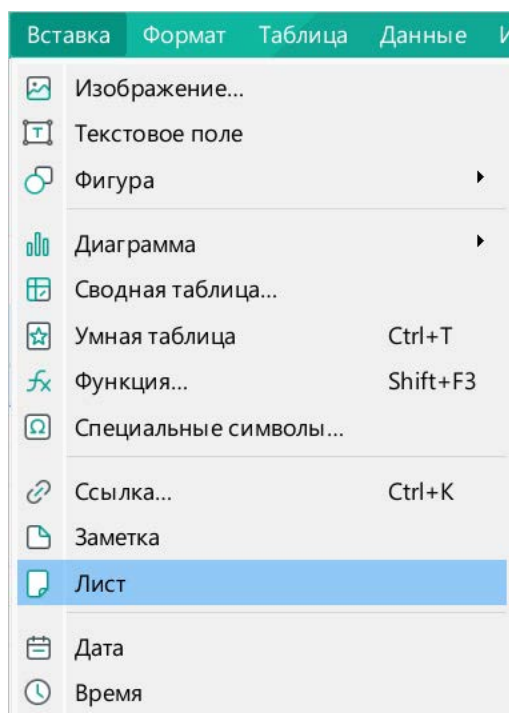 Вставка Формат Таблица Данные
Изображение...
Текстовое поле
Фигура
Диаграмма
Сводная таблица...
Умная таблица Ctrl+T
Функция... Shift+F3
Специальные символы...
Ссылка... Ctrl+K
Заметка
Лист
Дата
Время